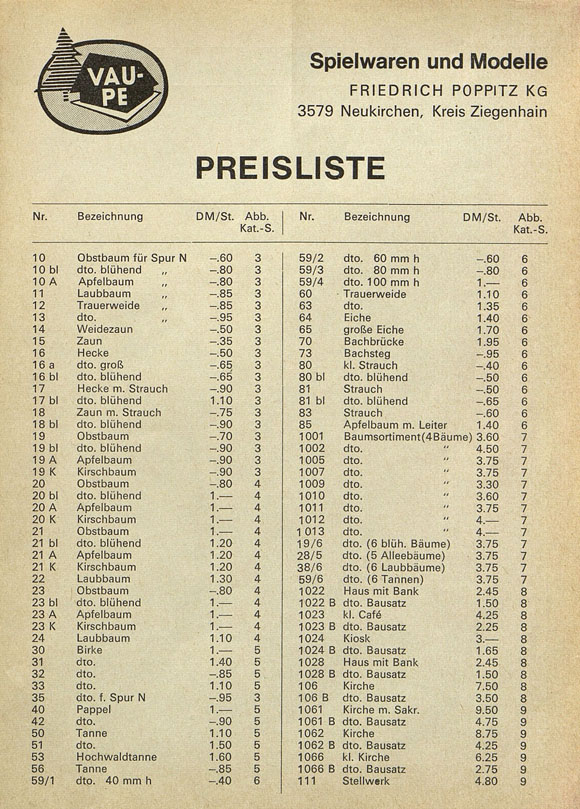 VAU-
PE
Spielwaren und Modelle
FRIEDRICH POPPITZ KG
3579 Neukirchen, Kreis Ziegenhain
PREISLISTE
Nr. Bezeichnung DM/St. Abb. Kat.-S.
10 Obstbaum für Spur N —.60 3
10 bl dto. blühend „ —.80 3
10 A Apfelbaum „ —.80 3
11 Laubbaum „ —.85 3
12 Trauerweide „ —.85 3
13 dto. „ —.95 3
14 Weidezaun —.50 3
15 Zaun —.35 3
16 Hecke —.50 3
16 a dto. groß —.65 3
16 bl dto. blühend —.65 3
17 Hecke m. Strauch —.90 3
17 bl dto. blühend 1.10 3
18 Zaun m. Strauch —.75 3
18 bl dto. blühend —.90 3
19 Obstbaum —.70 3
19 bl dto. blühend —.90 3
19 A Apfelbaum —.90 3
19 K Kirschbaum —.90 3
20 Obstbaum —.80 4
20 bl dto. blühend 1.— 4
20 A Apfelbaum 1.— 4
20 K Kirschbaum 1.— 4
21 Obstbaum 1.— 4
21 bl dto. blühend 1.20 4
21 A Apfelbaum 1.20 4
21 K Kirschbaum 1.20 4
22 Laubbaum 1.30 4
23 Obstbaum —.80 4
23 bl dto. blühend 1.— 4
23 A Apfelbaum 1.— 4
23 K Kirschbaum 1.— 4
24 Laubbaum 1.10 4
30 Birke 1.— 5
31 dto. 1.40 5
32 dto. —.85 5
33 dto. 1.10 5
35 dto. f. Spur N —.95 3
40 Pappel 1.— 5
42 dto. —.90 5
50 Tanne 1.10 5
51 dto. 1.50 5
53 Hochwaldtanne 1.60 5
56 Tanne —.85 5
59/1 dto. 40 mm h —.40 6
Nr. Bezeichnung DM/St. Abb. Kat.-S.
59/2 dto. 60 mm h —.60 6
59/3 dto. 80 mm h —.80 6
59/4 dto. 100 mm h 1.— 6
60 Trauerweide 1.10 6
63 dto. 1.35 6
64 Eiche 1.40 6
65 große Eiche 1.70 6
70 Bachbrücke 1.95 6
73 Bachsteg —.95 6
80 kl. Strauch —.40 6
80 bl dto. blühend —.50 6
81 Strauch —.50 6
81 bl dto. blühend —.65 6
83 Strauch —.60 6
85 Apfelbaum m. Leiter 1.40 6
1001 Baumsortiment(4Bäume) 3.60 7
1002 dto. “ 4.50 7
1005 dto. “ 3.75 7
1007 dto. “ 3.75 7
1009 dto. “ 3.30 7
1010 dto. “ 3.60 7
1011 dto. “ 3.75 7
1012 dto. “ 4.— 7
1 013 dto. “ 4.— 7
19/6 dto. (6 blüh. Bäume) 3.75 7
28/5 dto. (5 Alleebäume) 3.75 7
38/6 dto. (6 Laubbäume) 3.75 7
59/6 dto. (6 Tannen) 3.75 7
1022 Haus mit Bank 2.45 8
1022 B dto. Bausatz 1.50 8
1023 kl. Café 4.25 8
1023 B dto. Bausatz 2.25 8
1024 Kiosk 3.— 8
1024 B dto. Bausatz 1.65 8
1028 Haus mit Bank 2.45 8
1028 B dto. Bausatz 1.50 8
106 Kirche 7.50 8
106 B dto. Bausatz 3.50 8
1061 Kirche m. Sakr. 9.50 9
1061 B dto. Bausatz 4.75 9
1062 Kirche 8.75 9
1062 B dto. Bausatz 4.25 9
1066 kl. Kirche 6.25 9
1066 B dto. Bausatz 2.75 9
111 Stellwerk 4.80 9